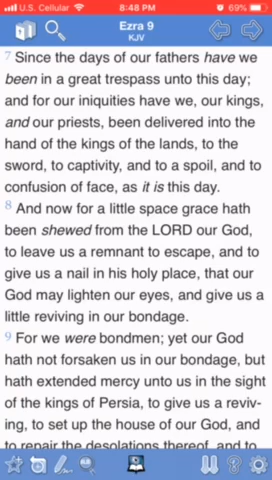 U.S. Cellular 8:48 PM 69%
Ezra 9
KJV
7 Since the days of our fathers have we
been in a great trespass unto this day;
and for our iniquities have we, our kings,
and our priests, been delivered into the
hand of the kings of the lands, to the
sword, to captivity, and to a spoil, and to
confusion of face, as it is this day.
8 And now for a little space grace hath
been shewed from the LORD our God,
to leave us a remnant to escape, and to
give us a nail in his holy place, that our
God may lighten our eyes, and give us a
little reviving in our bondage.
9 For we were bondmen; yet our God
hath not forsaken us in our bondage, but
hath extended mercy unto us in the sight
of the kings of Persia, to give us a reviv-
ing, to set up the house of our God, and
to repair the desolations thereof, and to